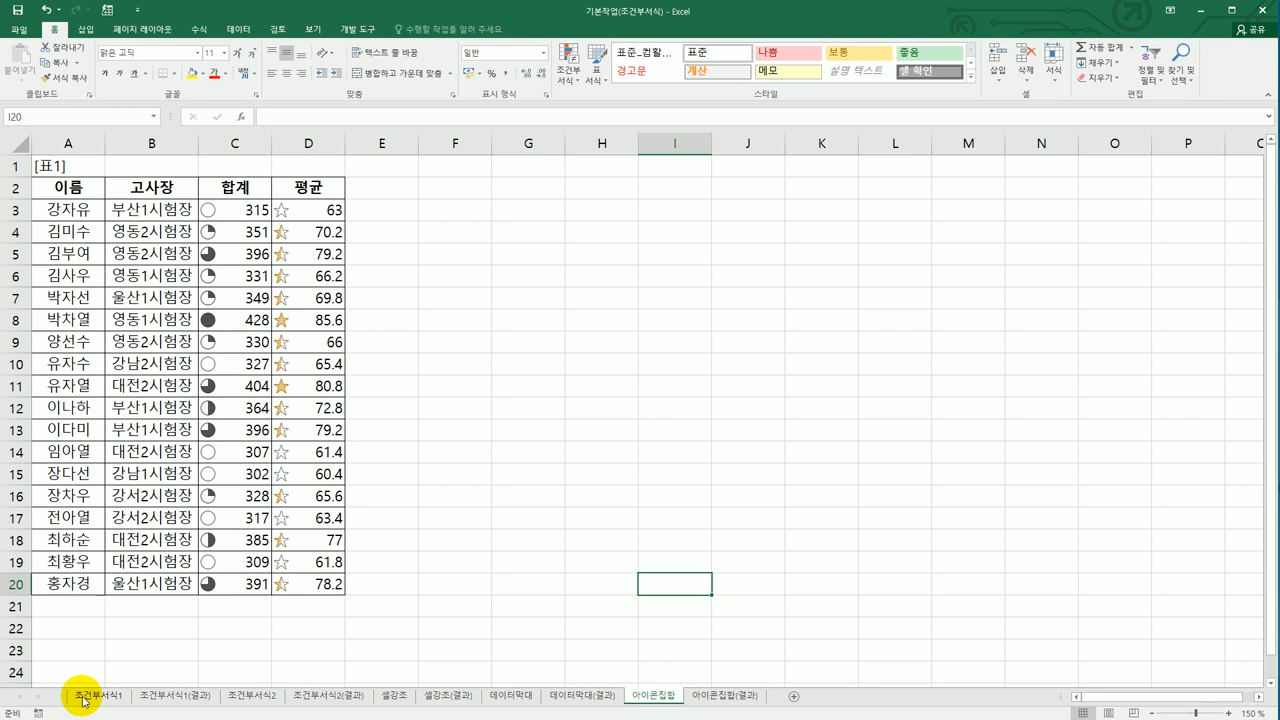 기본작업(조건부서식) - Excel
파일 홈 삽입 페이지 레이아웃 수식 데이터 검토 보기 개발 도구 수행할 작업을 알려 주세요. 공유
붙여넣기 잘라내기 복사 서식 복사 클립보드
맑은 고딕 11 가 가 가 가 가 글꼴
텍스트 줄 바꿈 병합하고 가운데 맞춤 맞춤
일반 % 표시 형식
조건부 서식 표 서식 표준_컴활... 표준 나쁨 보통 좋음
경고문 계산 메모 설명 텍스트 셀 확인 스타일
삽입 삭제 서식 셀
자동 합계 채우기 지우기 정렬 및 필터 찾기 및 선택 편집
I20 fx
A B C D E F G H I J K L M N O P
1 [표1]
2 이름 고사장 합계 평균
3 강자유 부산1시험장 315 63
4 김미수 영동2시험장 351 70.2
5 김부여 영동2시험장 396 79.2
6 김사우 영동1시험장 331 66.2
7 박자선 울산1시험장 349 69.8
8 박차열 영동1시험장 428 85.6
9 양선수 영동2시험장 330 66
10 유자수 강남2시험장 327 65.4
11 유자열 대전2시험장 404 80.8
12 이나하 부산1시험장 364 72.8
13 이다미 부산1시험장 396 79.2
14 임아열 대전2시험장 307 61.4
15 장다선 강남1시험장 302 60.4
16 장차우 강서2시험장 328 65.6
17 전아열 강서2시험장 317 63.4
18 최하순 대전2시험장 385 77
19 최황우 대전2시험장 309 61.8
20 홍자경 울산1시험장 391 78.2
21
22
23
24
조건부서식1 조건부서식1(결과) 조건부서식2 조건부서식2(결과) 셀강조 셀강조(결과) 데이터막대 데이터막대(결과) 아이콘집합 아이콘집합(결과)
준비 150 %